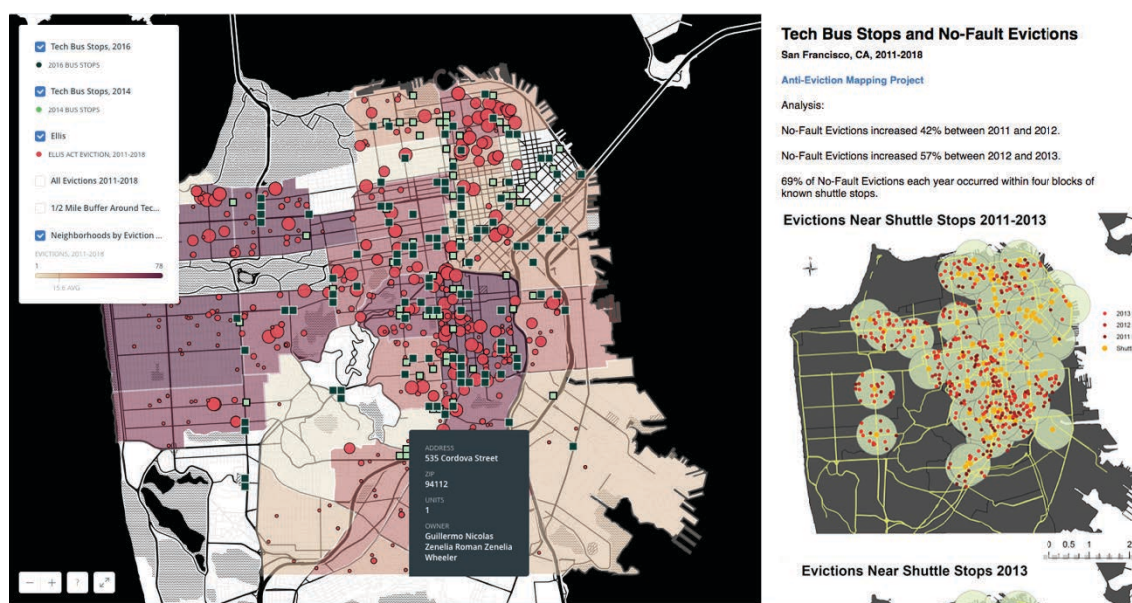 Tech Bus Stops, 2016
2016 BUS STOPS
Tech Bus Stops, 2014
2014 BUS STOPS
Ellis
ELLIS ACT EVICTION, 2011-2018
All Evictions 2011-2018
1/2 Mile Buffer Around Tec...
Neighborhoods by Eviction ...
EVICTIONS, 2011-2018
1 78
15.6 AVG
ADDRESS
535 Cordova Street
ZIP
94112
UNITS
1
OWNER
Guillermo Nicolas
Zenelia Roman Zenelia
Wheeler
− + ?
Tech Bus Stops and No-Fault Evictions
San Francisco, CA, 2011-2018
Anti-Eviction Mapping Project
Analysis:
No-Fault Evictions increased 42% between 2011 and 2012.
No-Fault Evictions increased 57% between 2012 and 2013.
69% of No-Fault Evictions each year occurred within four blocks of
known shuttle stops.
Evictions Near Shuttle Stops 2011-2013
2013
2012
2011
Shuttl
0 0.5 1 2
Evictions Near Shuttle Stops 2013